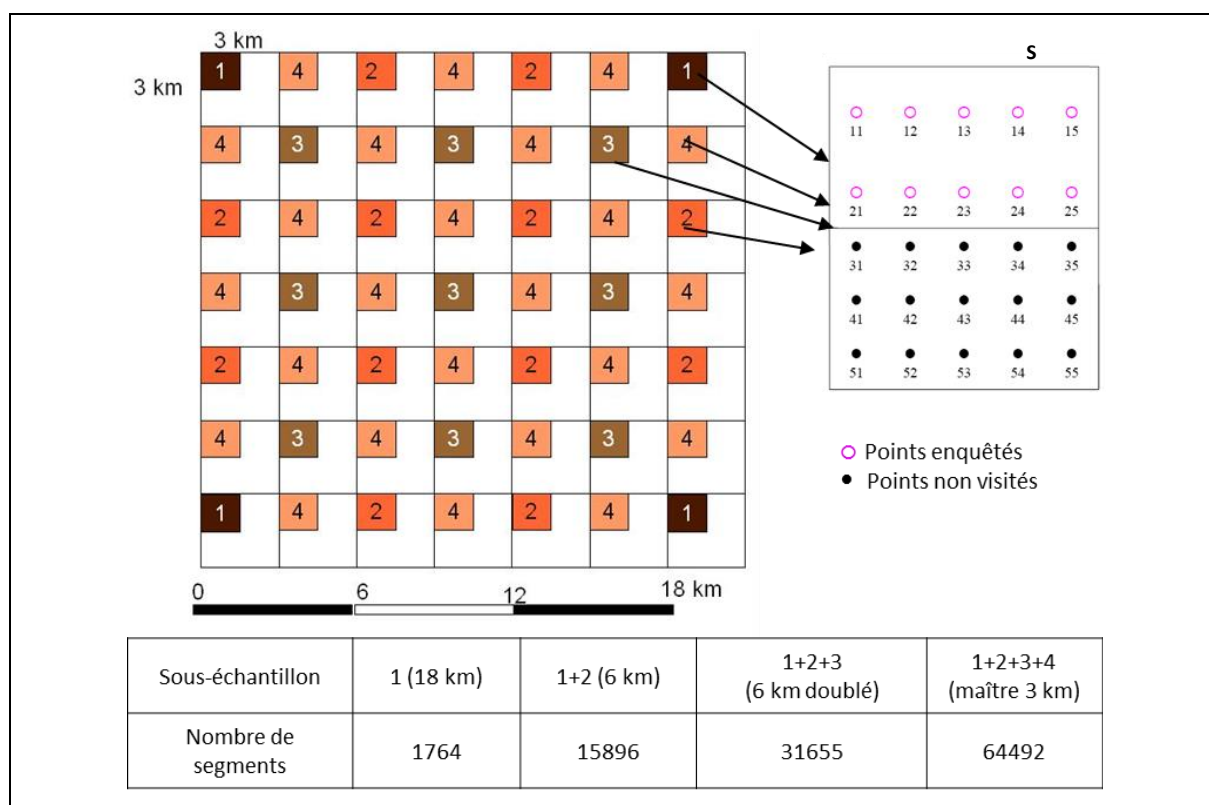 3 km
3 km
1 4 2 4 2 4 1
4 3 4 3 4 3 4
2 4 2 4 2 4 2
4 3 4 3 4 3 4
2 4 2 4 2 4 2
4 3 4 3 4 3 4
1 4 2 4 2 4 1
0 6 12 18 km
S
11 12 13 14 15
21 22 23 24 25
31 32 33 34 35
41 42 43 44 45
51 52 53 54 55
Points enquêtés
Points non visités
Sous-échantillon 1 (18 km) 1+2 (6 km) 1+2+3 1+2+3+4
(6 km doublé) (maître 3 km)
Nombre de
segments 1764 15896 31655 64492